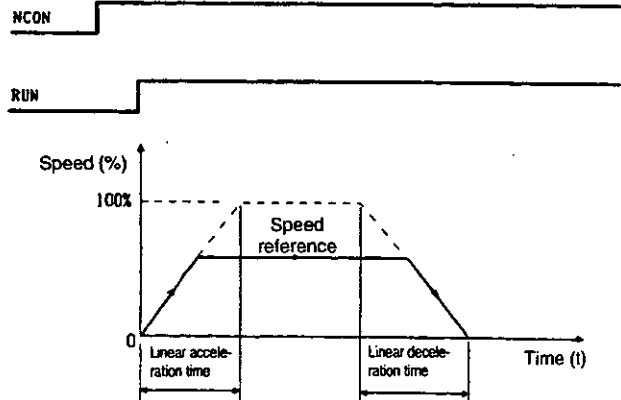 NCON
RUN
Speed (%)
100%
Speed
reference
0
Linear accele-
ration time
Linear decele-
ration time
Time (t)